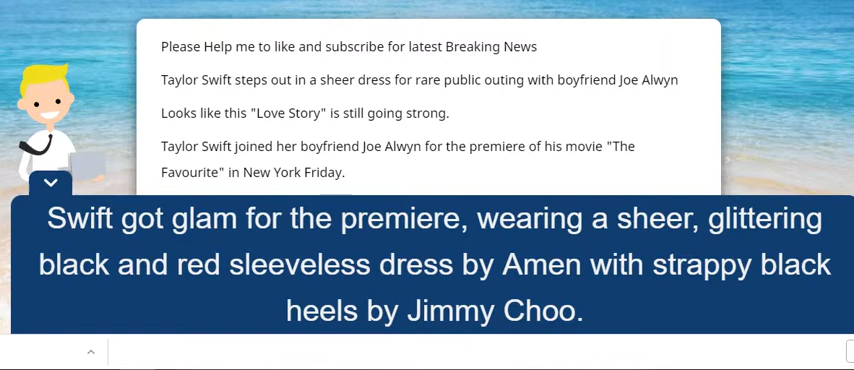 Please Help me to like and subscribe for latest Breaking News
Taylor Swift steps out in a sheer dress for rare public outing with boyfriend Joe Alwyn
Looks like this "Love Story" is still going strong.
Taylor Swift joined her boyfriend Joe Alwyn for the premiere of his movie "The
Favourite" in New York Friday.
Swift got glam for the premiere, wearing a sheer, glittering
black and red sleeveless dress by Amen with strappy black
heels by Jimmy Choo.